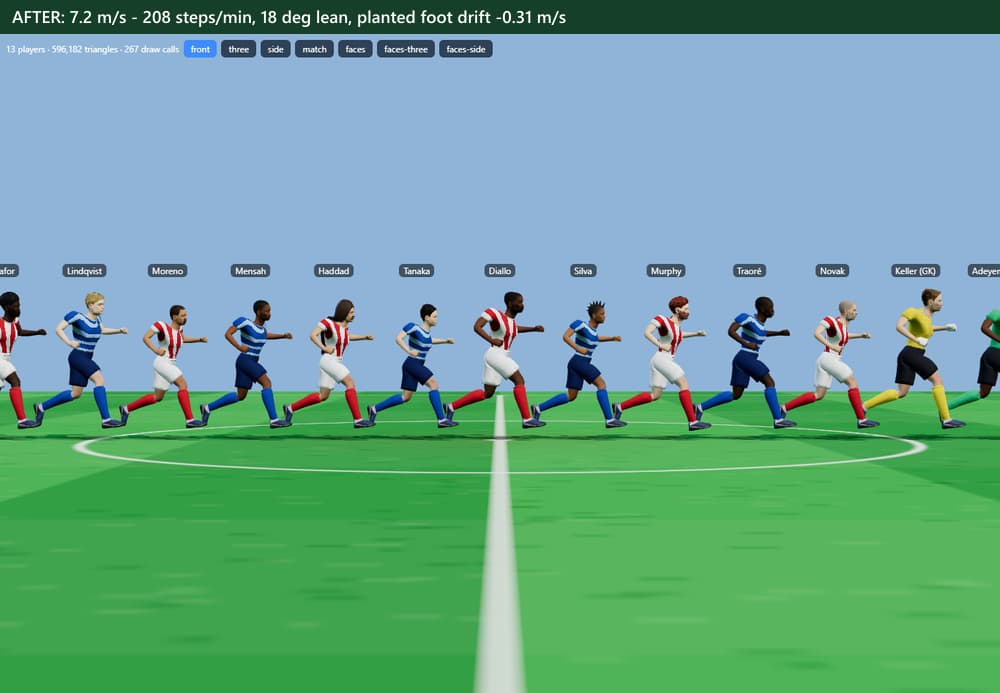 AFTER: 7.2 m/s - 208 steps/min, 18 deg lean, planted foot drift -0.31 m/s
13 players · 596,182 triangles · 267 draw calls front three side match faces faces-three faces-side
afor Lindqvist Moreno Mensah Haddad Tanaka Diallo Silva Murphy Traoré Novak Keller (GK) Adeyer